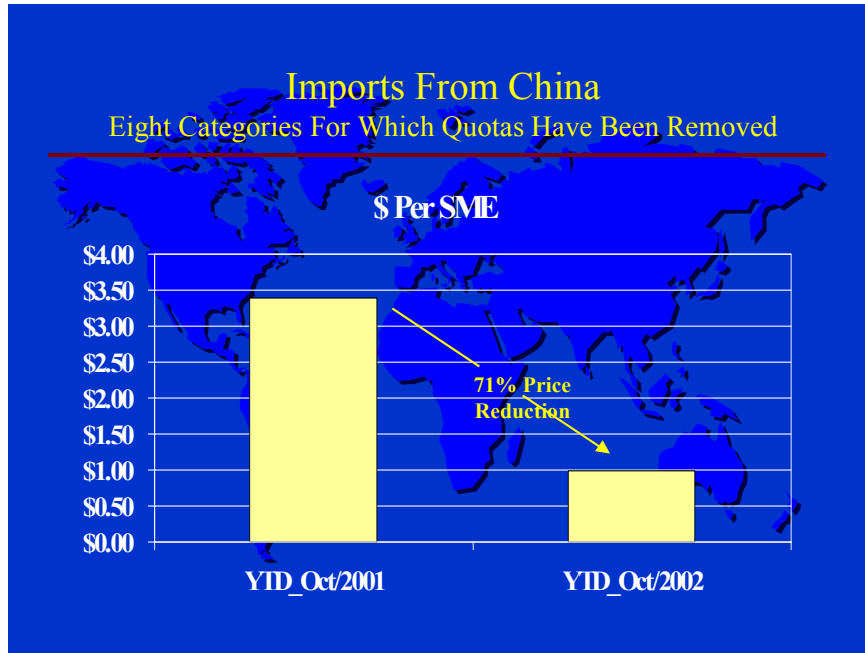 Imports From China
Eight Categories For Which Quotas Have Been Removed
$ Per SME
$4.00
$3.50
$3.00
$2.50
$2.00
$1.50
$1.00
$0.50
$0.00
71% Price
Reduction
YTD_Oct/2001
YTD_Oct/2002